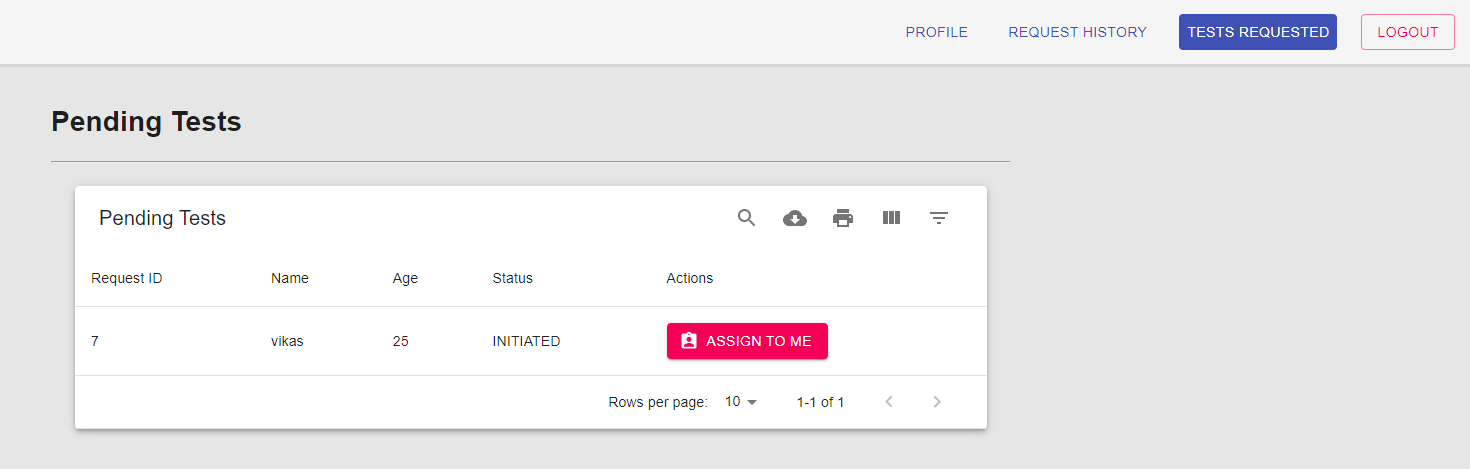 PROFILE REQUEST HISTORY TESTS REQUESTED LOGOUT
Pending Tests
Pending Tests
Request ID Name Age Status Actions
7 vikas 25 INITIATED ASSIGN TO ME
Rows per page: 10 1-1 of 1